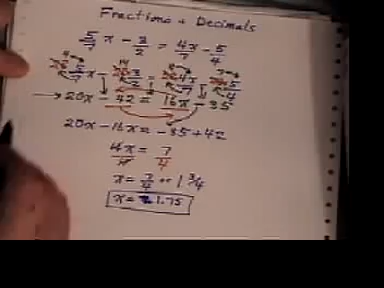 Fractions + Decimals
5/7 x - 3/2 = 4x/7 - 5/4
20x - 42 = 16x - 35
20x - 16x = -35 + 42
4x/4 = 7/4
x = 7/4 or 1 3/4
x = 1.75